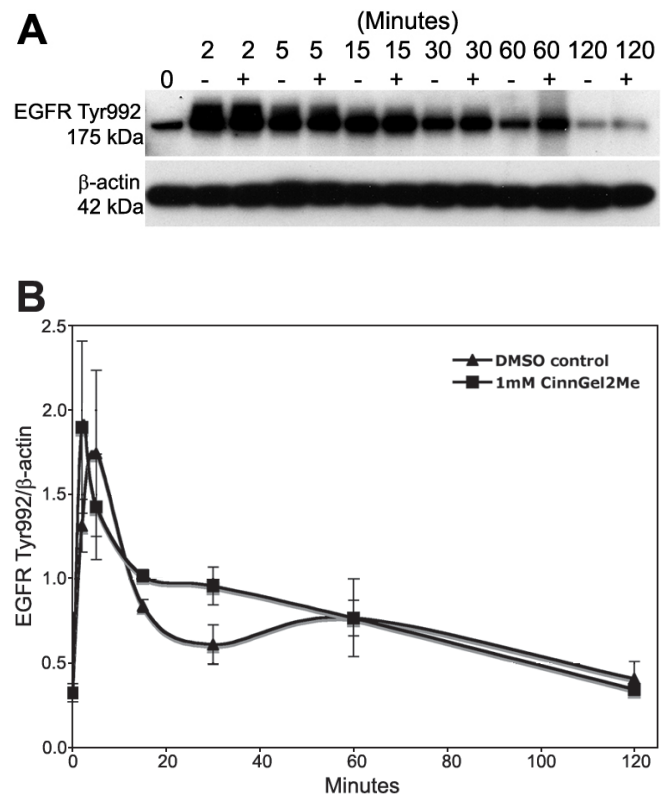 A
(Minutes)
2 2 5 5 15 15 30 30 60 60 120 120
0 - + - + - + - + - + - +
EGFR Tyr992
175 kDa
β-actin
42 kDa
B
2.5
2.0
1.5
1.0
0.5
0.0
EGFR Tyr992/β-actin
DMSO control
1mM CinnGel2Me
0 20 40 60 80 100 120
Minutes